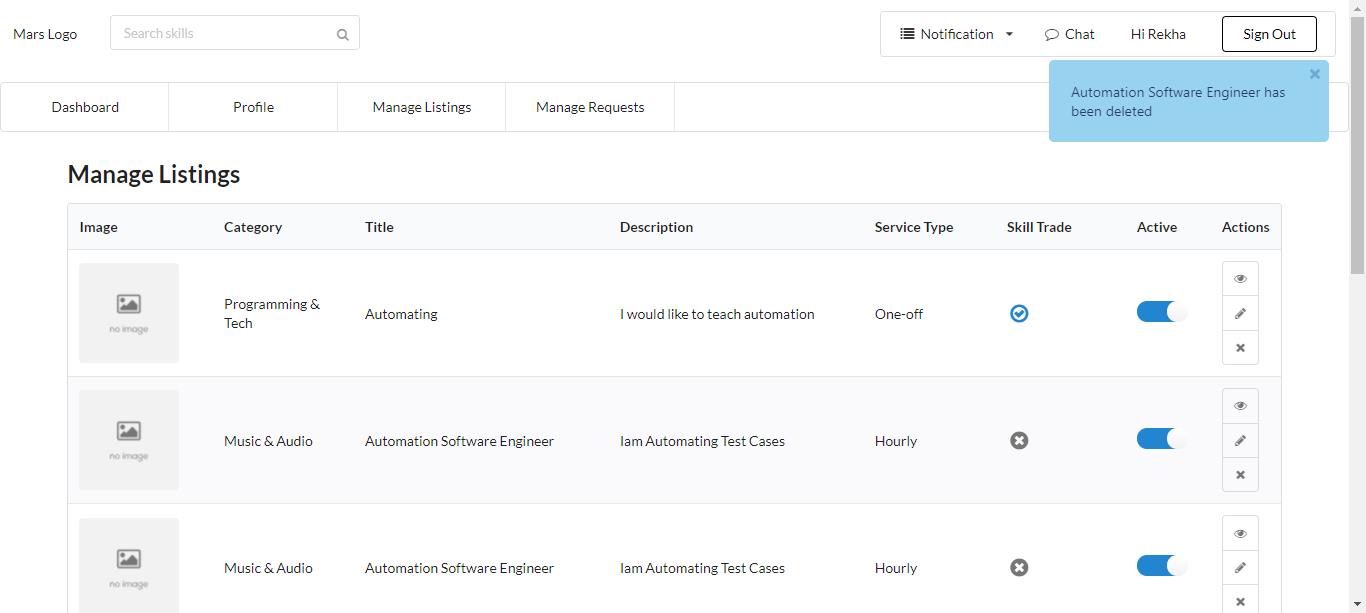 Mars Logo
Search skills
Notification
Chat
Hi Rekha
Sign Out
Automation Software Engineer has
been deleted
Dashboard
Profile
Manage Listings
Manage Requests
Manage Listings
Image
Category
Title
Description
Service Type
Skill Trade
Active
Actions
no image
Programming &
Tech
Automating
I would like to teach automation
One-off
no image
Music & Audio
Automation Software Engineer
Iam Automating Test Cases
Hourly
no image
Music & Audio
Automation Software Engineer
Iam Automating Test Cases
Hourly